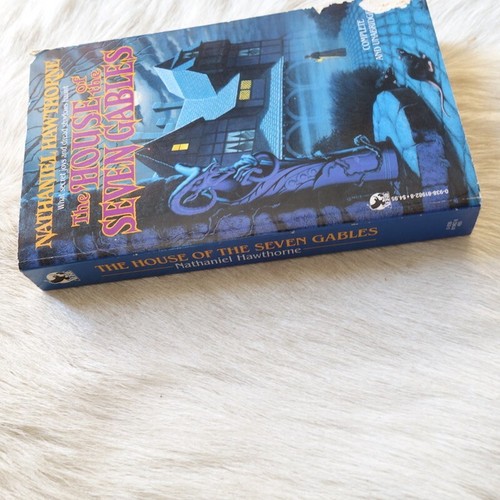 NATHANIEL HAWTHORNE
The HOUSE of
the
SEVEN GABLES
COMPLETE
AND UNABRIDGED
THE HOUSE OF THE SEVEN GABLES
Nathaniel Hawthorne